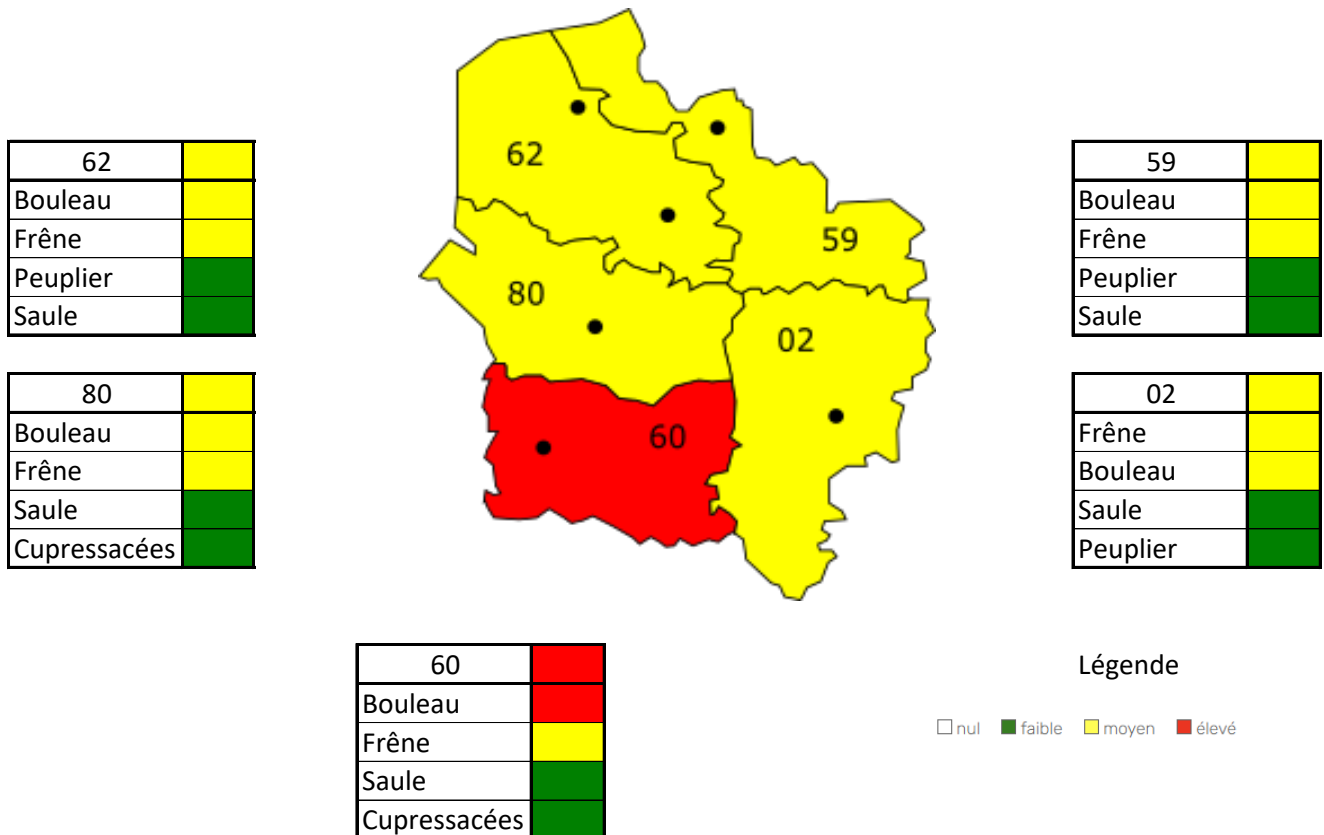 62
Bouleau
Frêne
Peuplier
Saule
80
Bouleau
Frêne
Saule
Cupressacées
62
59
80
02
60
59
Bouleau
Frêne
Peuplier
Saule
02
Frêne
Bouleau
Saule
Peuplier
60
Bouleau
Frêne
Saule
Cupressacées
Légende
nul faible moyen élevé